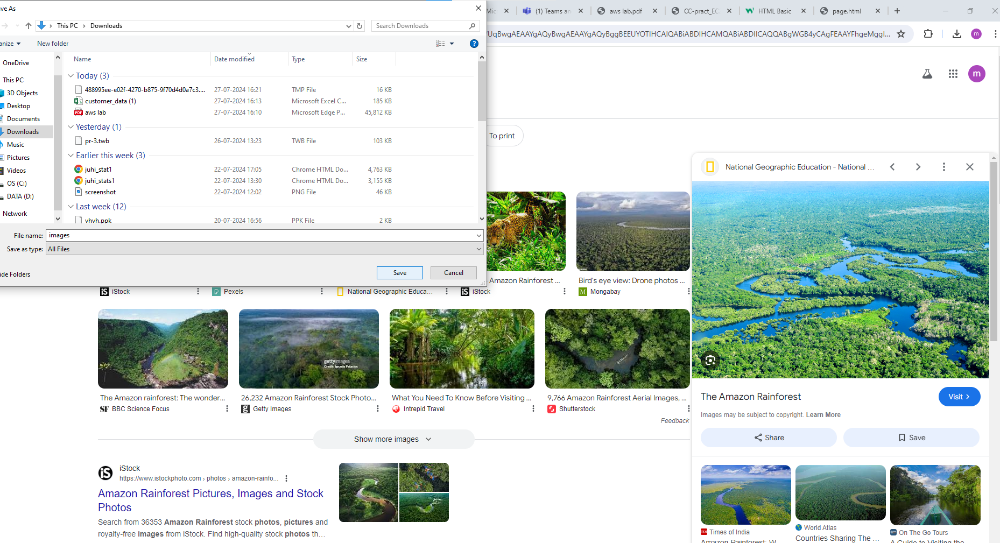 ve As
This PC > Downloads
Search Downloads
anize
New folder
OneDrive
This PC
3D Objects
Desktop
Documents
Downloads
Music
Pictures
Videos
OS (C:)
DATA (D:)
Network
Name Date modified Type Size
Today (3)
488995ee-e02f-4270-b875-9f70d4d0a7c3.... 27-07-2024 16:21 TMP File 16 KB
customer_data (1) 27-07-2024 16:13 Microsoft Excel C... 185 KB
aws lab 27-07-2024 16:10 Microsoft Edge P... 45,812 KB
Yesterday (1)
pr-3.twb 26-07-2024 13:23 TWB File 103 KB
Earlier this week (3)
juhi_stat1 22-07-2024 17:05 Chrome HTML Do... 4,763 KB
juhi_stats1 22-07-2024 13:30 Chrome HTML Do... 3,155 KB
screenshot 22-07-2024 12:02 PNG File 46 KB
Last week (12)
vhvh.ppk 20-07-2024 16:56 PPK File 2 KB
File name: images
Save as type: All Files
ide Folders
Save
Cancel
Mic
(1) Teams an
aws lab.pdf
CC-pract_EC
HTML Basic
page.html
m
m
To print
iStock
Pexels
National Geographic Educa...
Amazon Rainforest ...
iStock
Bird's eye view: Drone photos ...
Mongabay
gettyimages
Credit: Ignacio Palacios
The Amazon rainforest: The wonder...
BBC Science Focus
26,232 Amazon Rainforest Stock Photo...
Getty Images
What You Need To Know Before Visiting ...
Intrepid Travel
9,766 Amazon Rainforest Aerial Images, ...
Shutterstock
Feedback
Show more images
iStock
https://www.istockphoto.com › photos › amazon-rainfo...
Amazon Rainforest Pictures, Images and Stock
Photos
Search from 36353 Amazon Rainforest stock photos, pictures and
royalty-free images from iStock. Find high-quality stock photos th...
National Geographic Education - National ...
The Amazon Rainforest
Visit
Images may be subject to copyright. Learn More
Share
Save
Times of India
Amazon Rainforest: W
World Atlas
Countries Sharing The ...
On The Go Tours
A Guide to Visiting the